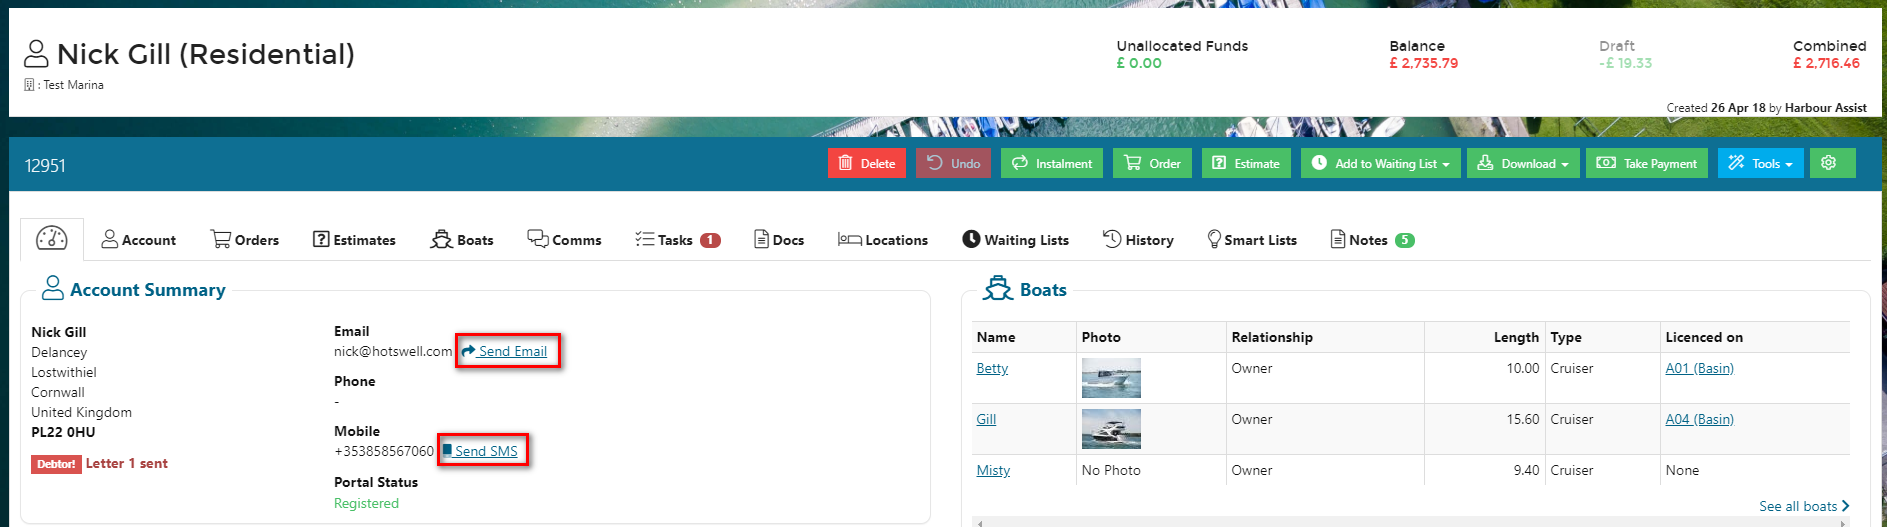 Nick Gill (Residential)
: Test Marina
Unallocated Funds
£ 0.00
Balance
£ 2,735.79
Draft
-£ 19.33
Combined
£ 2,716.46
Created 26 Apr 18 by Harbour Assist
12951
Delete
Undo
Instalment
Order
Estimate
Add to Waiting List
Download
Take Payment
Tools
Account
Orders
Estimates
Boats
Comms
Tasks 1
Docs
Locations
Waiting Lists
History
Smart Lists
Notes 5
Account Summary
Nick Gill
Delancey
Lostwithiel
Cornwall
United Kingdom
PL22 0HU
Debtor! Letter 1 sent
Email
nick@hotswell.com Send Email
Phone
-
Mobile
+353858567060 Send SMS
Portal Status
Registered
Boats
Name Photo Relationship Length Type Licenced on
Betty Owner 10.00 Cruiser A01 (Basin)
Gill Owner 15.60 Cruiser A04 (Basin)
Misty No Photo Owner 9.40 Cruiser None
See all boats